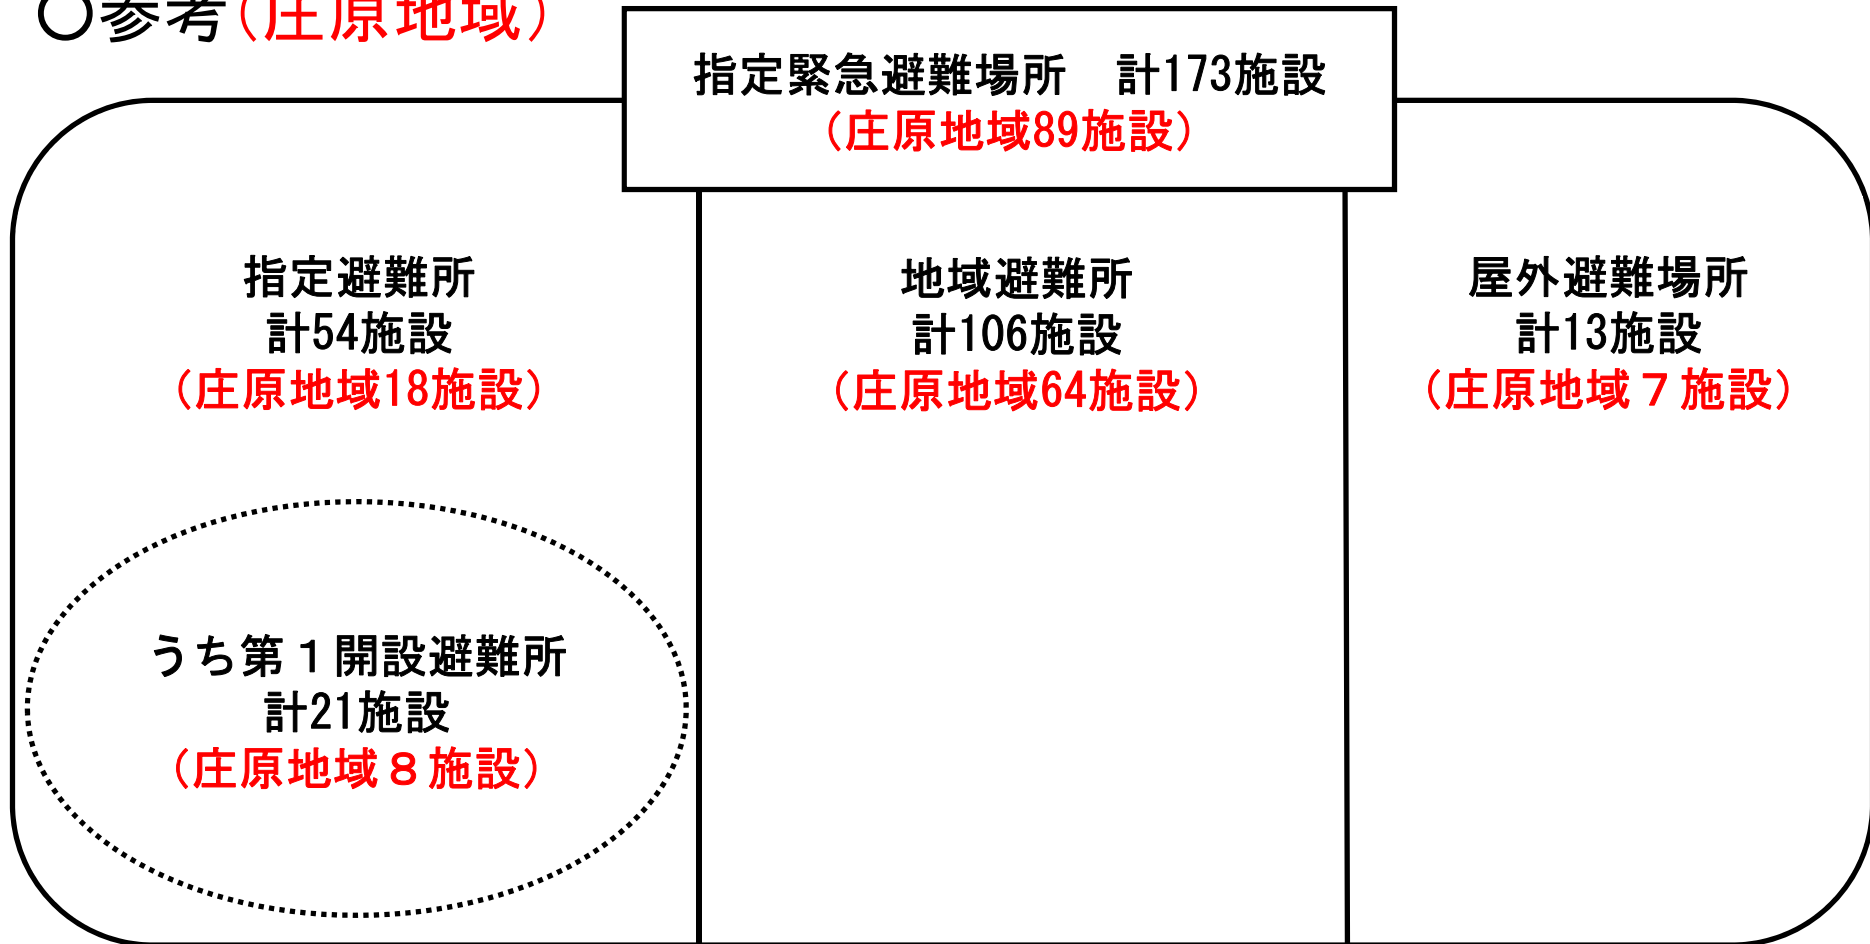 〇参考(庄原地域)
指定緊急避難場所　計173施設
(庄原地域89施設)
指定避難所
計54施設
(庄原地域18施設)
地域避難所
計106施設
(庄原地域64施設)
屋外避難場所
計13施設
(庄原地域７施設)
うち第１開設避難所
計21施設
(庄原地域８施設)